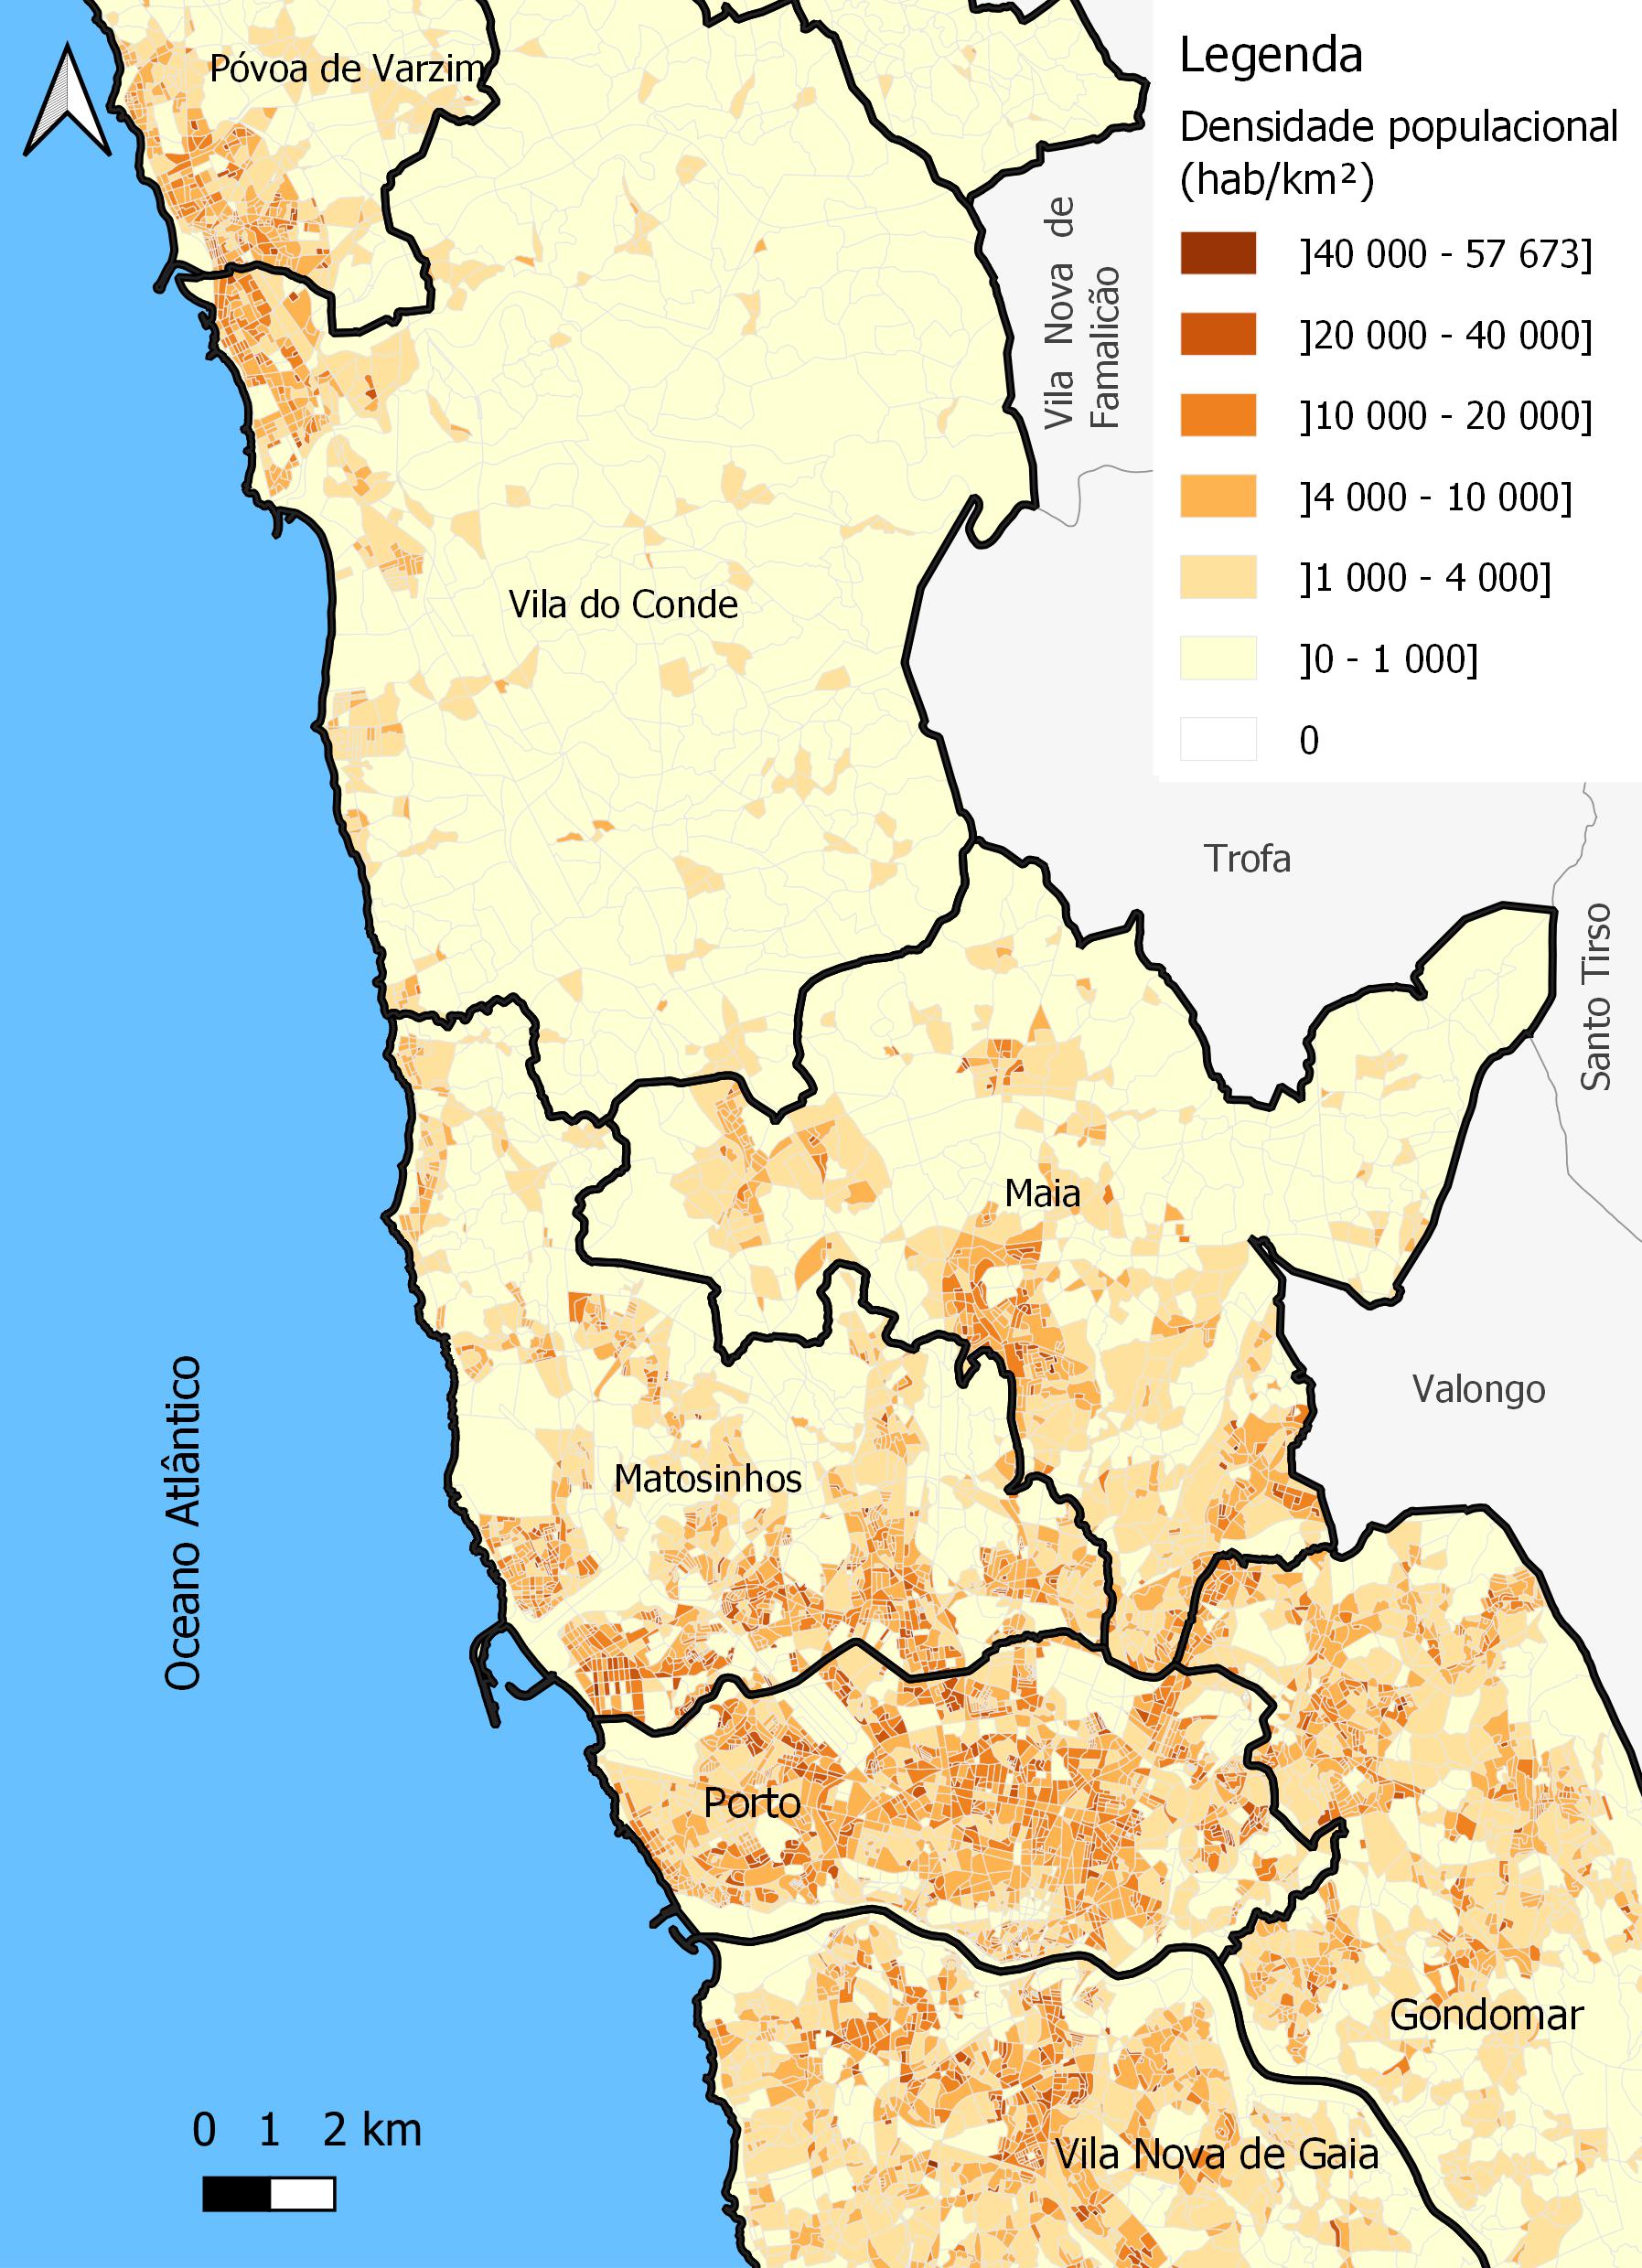 Póvoa de Varzim
Legenda
Densidade populacional
(hab/km²)
]40 000 - 57 673]
]20 000 - 40 000]
]10 000 - 20 000]
]4 000 - 10 000]
]1 000 - 4 000]
]0 - 1 000]
0
Vila Nova de
Famalicão
Vila do Conde
Trofa
Santo Tirso
Maia
Valongo
Oceano Atlântico
Matosinhos
Porto
Gondomar
Vila Nova de Gaia
0 1 2 km